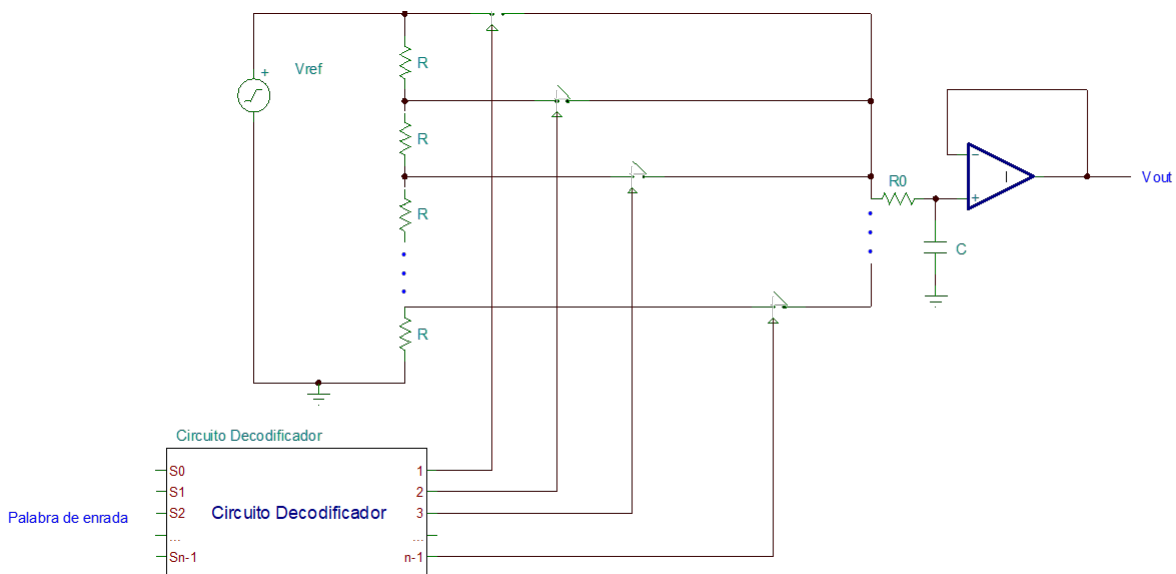 Vref
+
R
R
R0
-
+
I
Vout
R
C
R
Circuito Decodificador
S0
S1
S2
...
Sn-1
Circuito Decodificador
1
2
3
...
n-1
Palabra de enrada